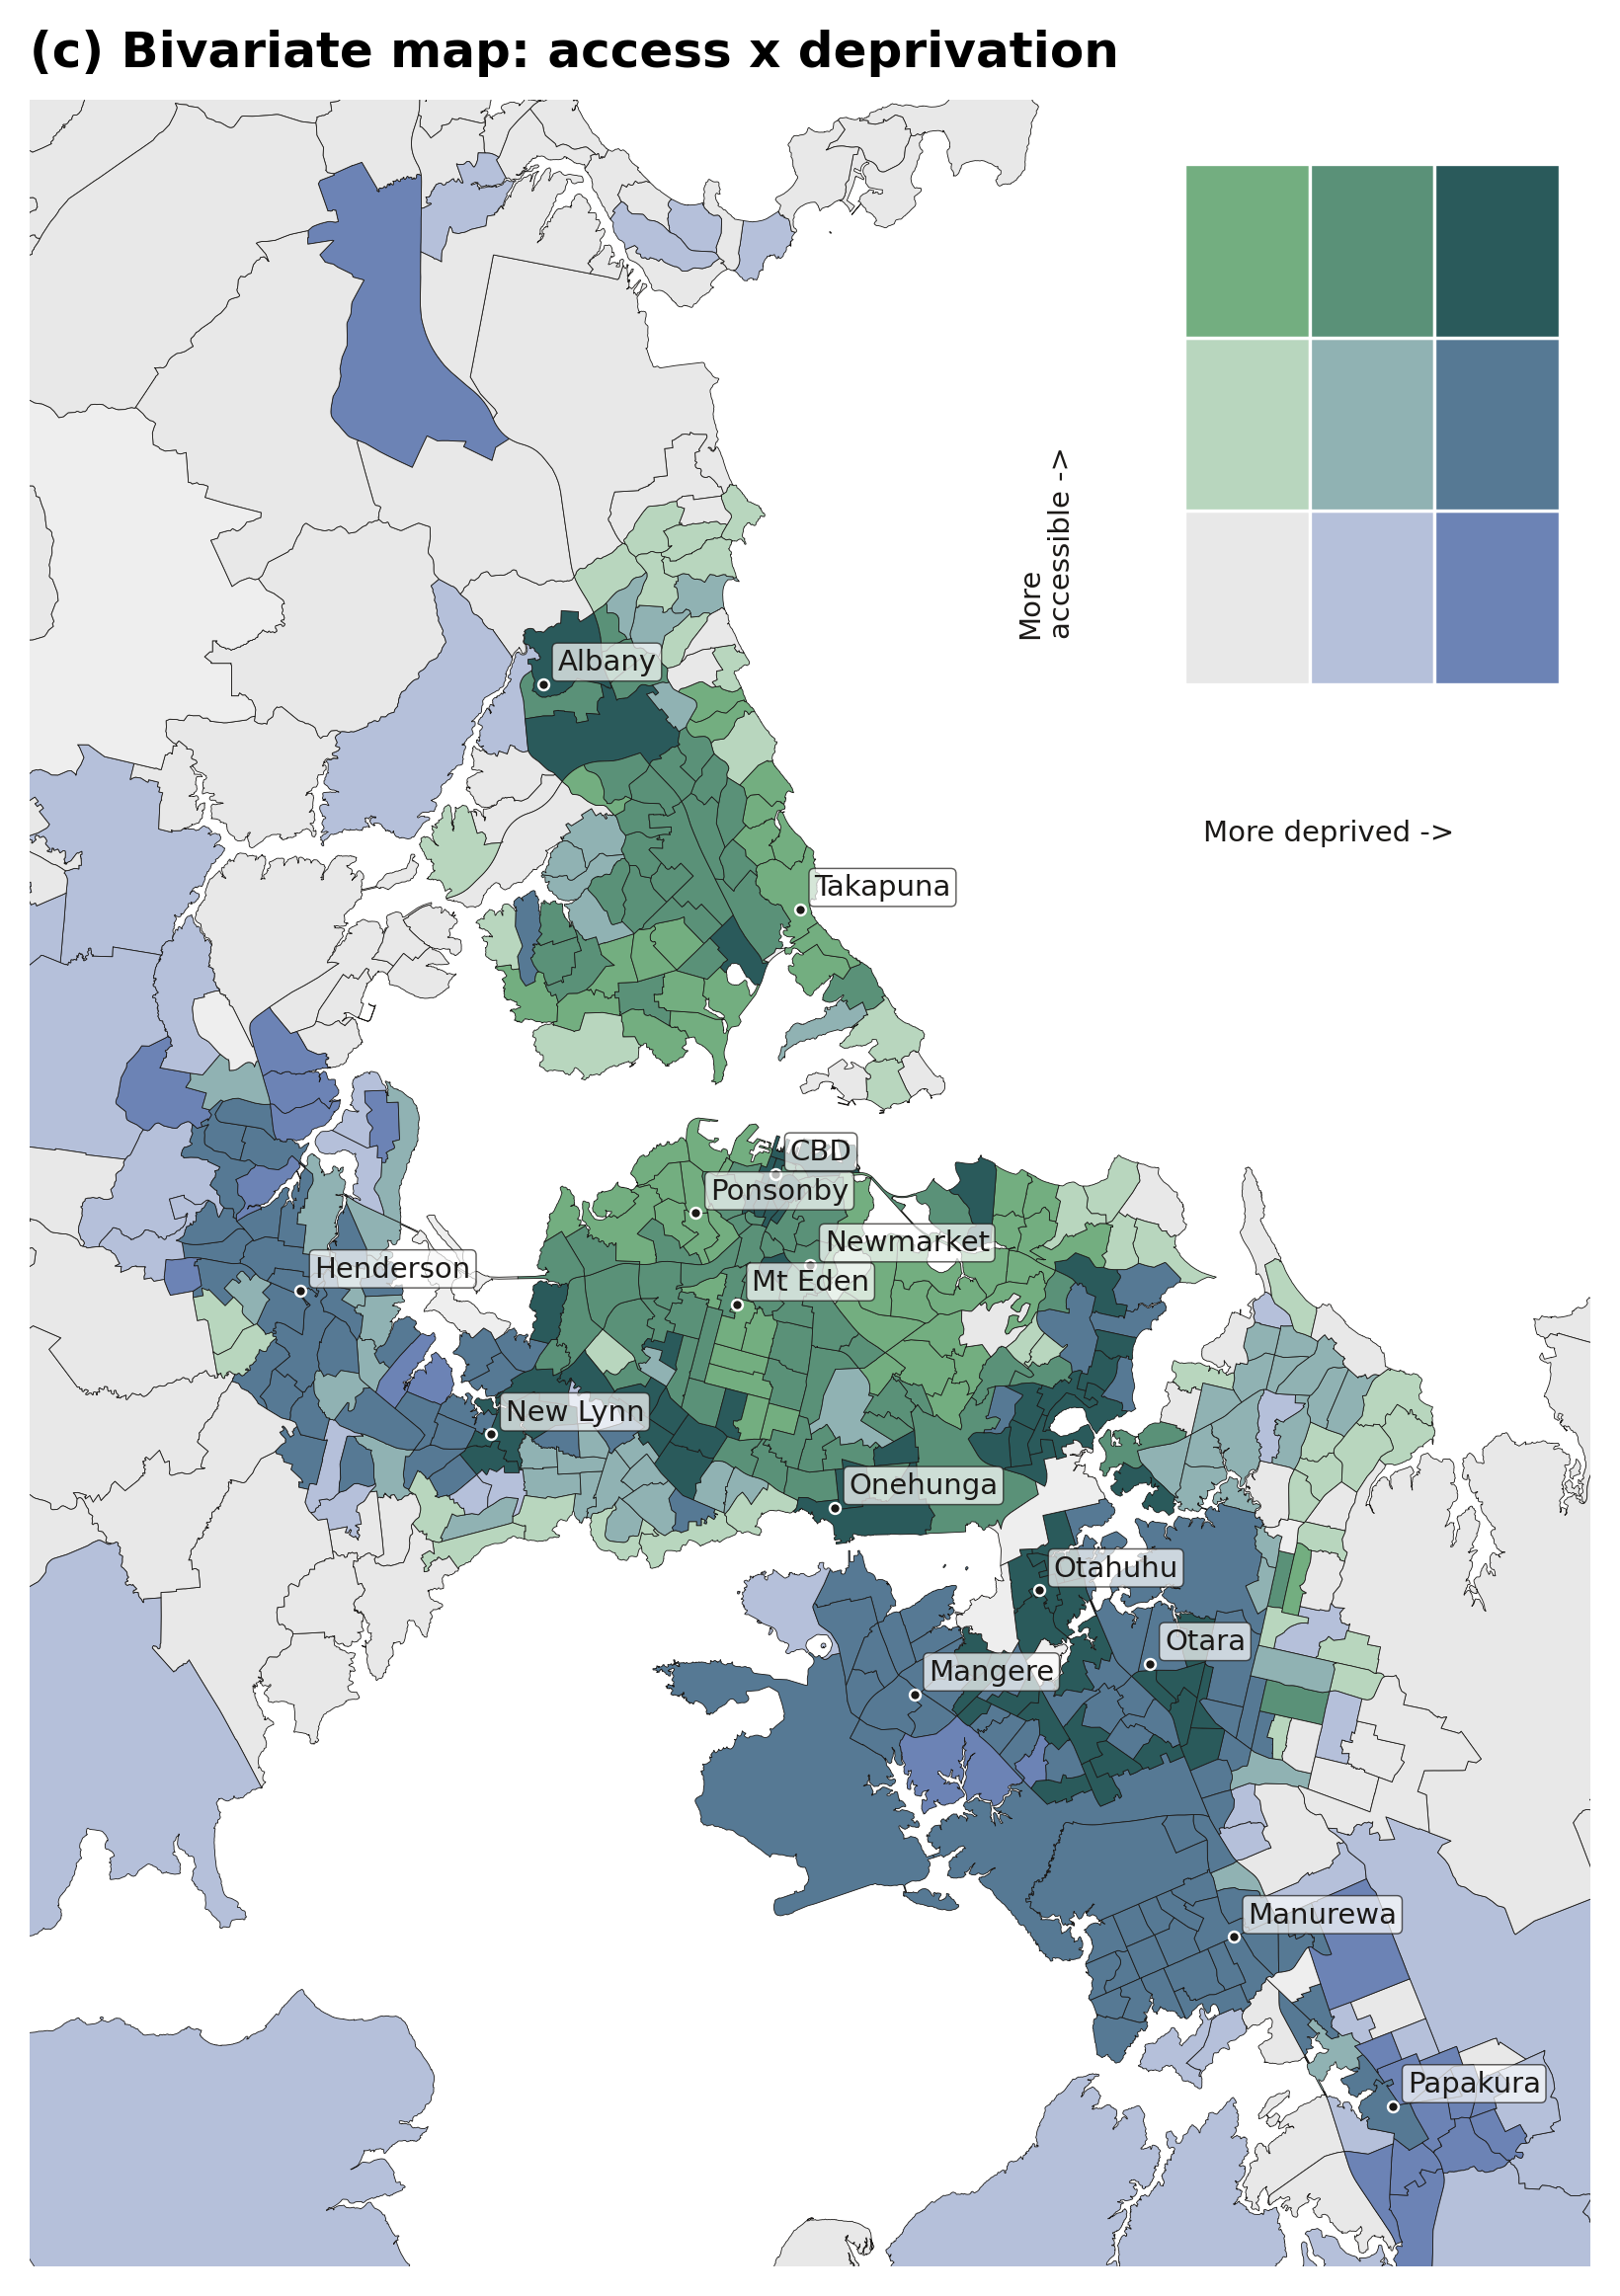 (c) Bivariate map: access x deprivation
More
accessible ->
More deprived ->
Albany
Takapuna
CBD
Ponsonby
Newmarket
Henderson
Mt Eden
New Lynn
Onehunga
Otahuhu
Otara
Mangere
Manurewa
Papakura